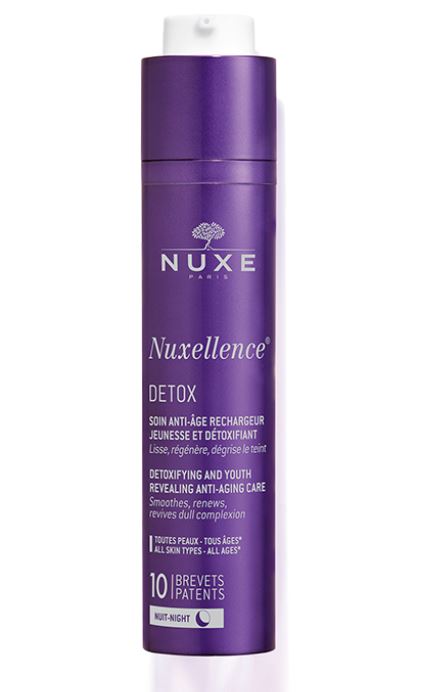 NUXE
PARIS
Nuxellence®
DETOX
SOIN ANTI-ÂGE RECHARGEUR
JEUNESSE ET DÉTOXIFIANT
Lisse, régénère, dégrise le teint
DETOXIFYING AND YOUTH
REVEALING ANTI-AGING CARE
Smoothes, renews,
revives dull complexion
TOUTES PEAUX - TOUS ÂGES*
ALL SKIN TYPES - ALL AGES*
10 BREVETS
PATENTS
NUIT-NIGHT